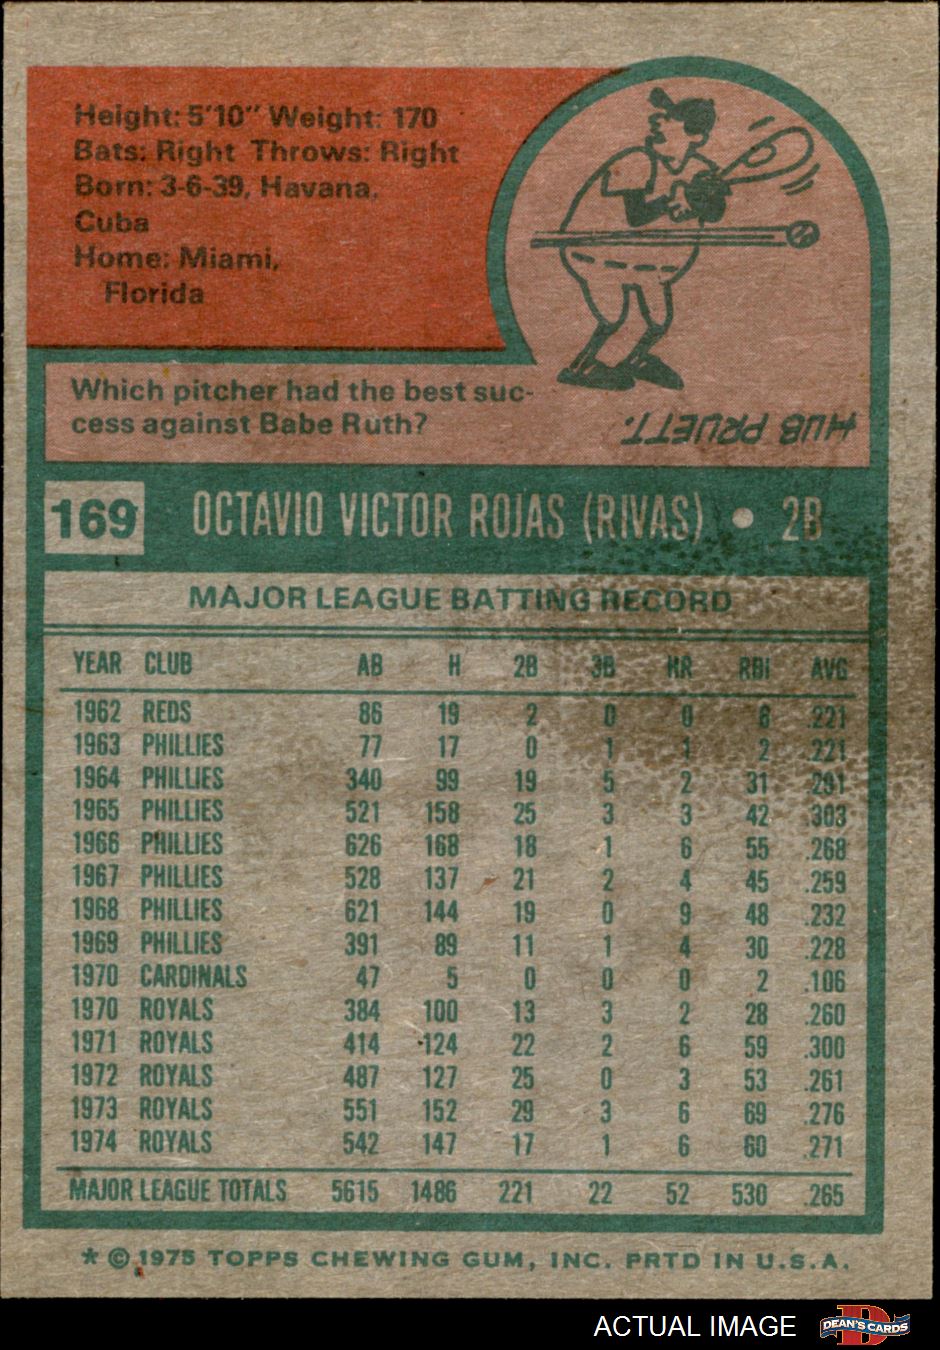 Height: 5'10" Weight: 170
Bats: Right Throws: Right
Born: 3-6-39, Havana,
Cuba
Home: Miami,
Florida
Which pitcher had the best suc-
cess against Babe Ruth?
HUB PRUETT.
169 OCTAVIO VICTOR ROJAS (RIVAS) • 2B
MAJOR LEAGUE BATTING RECORD
YEAR CLUB AB H 2B 3B HR RBI AVG
1962 REDS 86 19 2 0 0 6 .221
1963 PHILLIES 77 17 0 1 1 2 .221
1964 PHILLIES 340 99 19 5 2 31 .291
1965 PHILLIES 521 158 25 3 3 42 .303
1966 PHILLIES 626 168 18 1 6 55 .268
1967 PHILLIES 528 137 21 2 4 45 .259
1968 PHILLIES 621 144 19 0 9 48 .232
1969 PHILLIES 391 89 11 1 4 30 .228
1970 CARDINALS 47 5 0 0 0 2 .106
1970 ROYALS 384 100 13 3 2 28 .260
1971 ROYALS 414 124 22 2 6 59 .300
1972 ROYALS 487 127 25 0 3 53 .261
1973 ROYALS 551 152 29 3 6 69 .276
1974 ROYALS 542 147 17 1 6 60 .271
MAJOR LEAGUE TOTALS 5615 1486 221 22 52 530 .265
* © 1975 TOPPS CHEWING GUM, INC. PRTD IN U.S.A.
ACTUAL IMAGE D DEAN'S CARDS